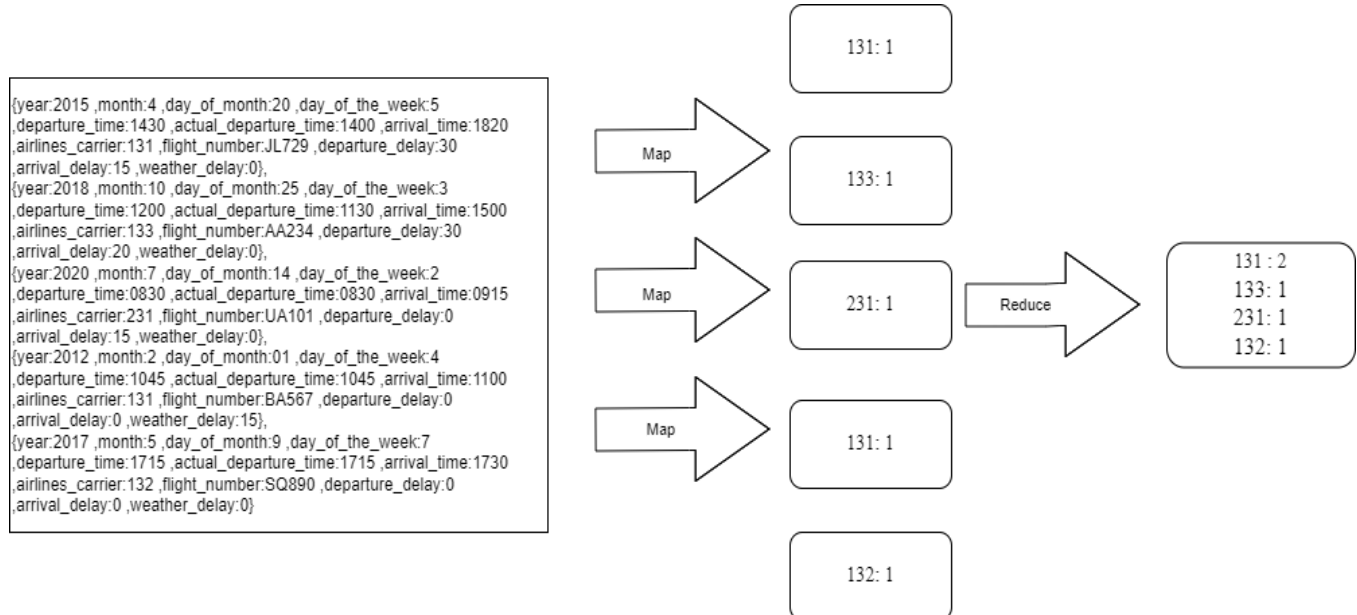 {year:2015 ,month:4 ,day_of_month:20 ,day_of_the_week:5
,departure_time:1430 ,actual_departure_time:1400 ,arrival_time:1820
,airlines_carrier:131 ,flight_number:JL729 ,departure_delay:30
,arrival_delay:15 ,weather_delay:0},
{year:2018 ,month:10 ,day_of_month:25 ,day_of_the_week:3
,departure_time:1200 ,actual_departure_time:1130 ,arrival_time:1500
,airlines_carrier:133 ,flight_number:AA234 ,departure_delay:30
,arrival_delay:20 ,weather_delay:0},
{year:2020 ,month:7 ,day_of_month:14 ,day_of_the_week:2
,departure_time:0830 ,actual_departure_time:0830 ,arrival_time:0915
,airlines_carrier:231 ,flight_number:UA101 ,departure_delay:0
,arrival_delay:15 ,weather_delay:0},
{year:2012 ,month:2 ,day_of_month:01 ,day_of_the_week:4
,departure_time:1045 ,actual_departure_time:1045 ,arrival_time:1100
,airlines_carrier:131 ,flight_number:BA567 ,departure_delay:0
,arrival_delay:0 ,weather_delay:15},
{year:2017 ,month:5 ,day_of_month:9 ,day_of_the_week:7
,departure_time:1715 ,actual_departure_time:1715 ,arrival_time:1730
,airlines_carrier:132 ,flight_number:SQ890 ,departure_delay:0
,arrival_delay:0 ,weather_delay:0}
Map
Map
Map
131: 1
133: 1
231: 1
131: 1
132: 1
Reduce
131 : 2
133: 1
231: 1
132: 1